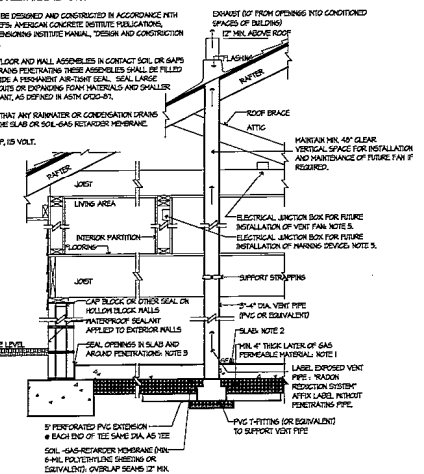 BE DESIGNED AND CONSTRUCTED IN ACCORDANCE WITH
AMERICAN CONCRETE INSTITUTE PUBLICATIONS,
TENSIONING INSTITUTE MANUAL, "DESIGN AND CONSTRUCTION
FLOOR AND WALL ASSEMBLIES IN CONTACT SOIL OR GAPS
DRAINS PENETRATING THESE ASSEMBLIES SHALL BE FILLED
A PERMANENT AIR-TIGHT SEAL. SEAL LARGE
OR EXPANDING FOAM MATERIALS AND SMALLER
AS DEFINED IN ASTM
THAT ANY RAINWATER OR CONDENSATION DRAINS
SLAB OR SOIL-GAS RETARDER MEMBRANE.
115 VOLT.
EXHAUST (10' FROM OPENINGS INTO CONDITIONED
SPACES OF BUILDING)
12" MIN. ABOVE ROOF
FLASHING
RAFTER
ROOF BRACE
ATTIC
MAINTAIN MIN. 48" CLEAR
VERTICAL SPACE FOR INSTALLATION
AND MAINTENANCE OF FUTURE FAN IF
REQUIRED.
RAFTER
JOIST
LIVING AREA
ELECTRICAL JUNCTION BOX FOR FUTURE
INSTALLATION OF VENT FAN: NOTE 5.
INTERIOR PARTITION
ELECTRICAL JUNCTION BOX FOR FUTURE
INSTALLATION OF WARNING DEVICE: NOTE 5.
FLOORING
JOIST
SUPPORT STRAPPING
CAP BLOCK OR OTHER SEAL ON
HOLLOW BLOCK WALLS
3"-4" DIA. VENT PIPE
(PVC OR EQUIVALENT)
WATERPROOF SEALANT
APPLIED TO EXTERIOR WALLS
SLAB: NOTE 2
LEVEL
SEAL OPENINGS IN SLAB AND
AROUND PENETRATIONS: NOTE 3
MIN. 4" THICK LAYER OF GAS
PERMEABLE MATERIAL: NOTE 1
SEAL
LABEL EXPOSED VENT
PIPE : "RADON
REDUCTION SYSTEM"
AFFIX LABEL WITHOUT
PENETRATING PIPE.
5' PERFORATED PVC EXTENSION
@ EACH END OF TEE SAME DIA. AS TEE
PVC T-FITTING (OR EQUIVALENT)
TO SUPPORT VENT PIPE
SOIL-GAS-RETARDER MEMBRANE (MIN.
6-MIL POLYETHYLENE SHEETING OR
EQUIVALENT): OVERLAP SEAMS 12" MIN.